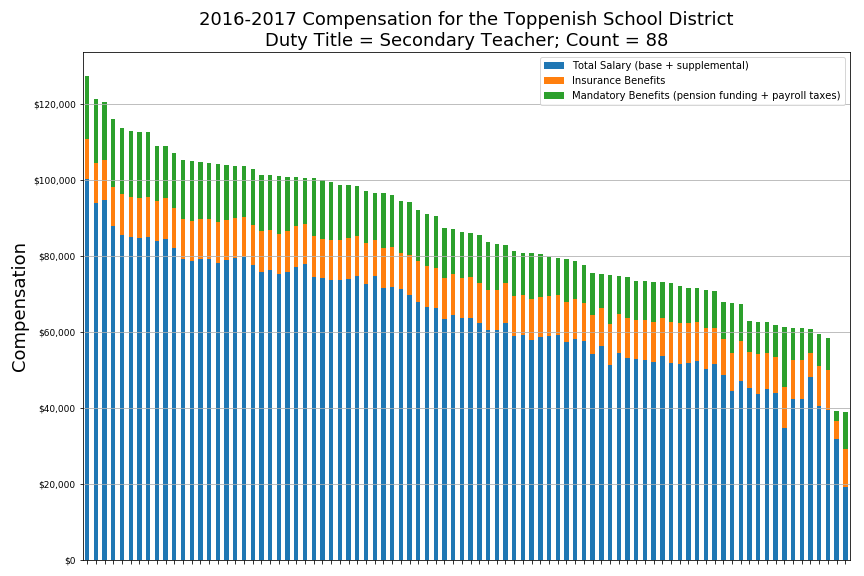 2016-2017 Compensation for the Toppenish School District
Duty Title = Secondary Teacher; Count = 88
Total Salary (base + supplemental)
Insurance Benefits
Mandatory Benefits (pension funding + payroll taxes)
Compensation
$120,000
$100,000
$80,000
$60,000
$40,000
$20,000
$0